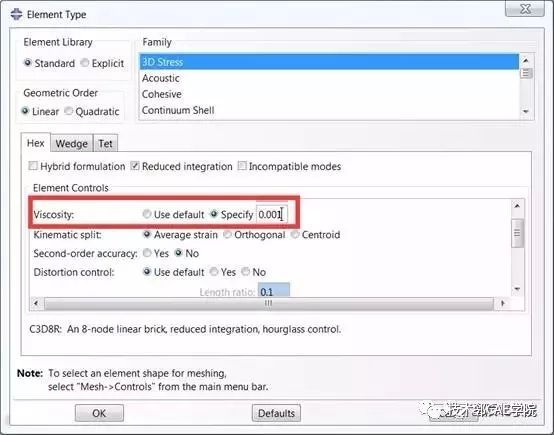 Element Type
Element Library
Standard Explicit
Geometric Order
Linear Quadratic
Family
3D Stress
Acoustic
Cohesive
Continuum Shell
Hex Wedge Tet
Hybrid formulation Reduced integration Incompatible modes
Element Controls
Viscosity: Use default Specify 0.001
Kinematic split: Average strain Orthogonal Centroid
Second-order accuracy: Yes No
Distortion control: Use default Yes No
Length ratio: 0.1
C3D8R: An 8-node linear brick, reduced integration, hourglass control.
Note: To select an element shape for meshing,
select "Mesh->Controls" from the main menu bar.
OK Defaults
技术邻CAE学院